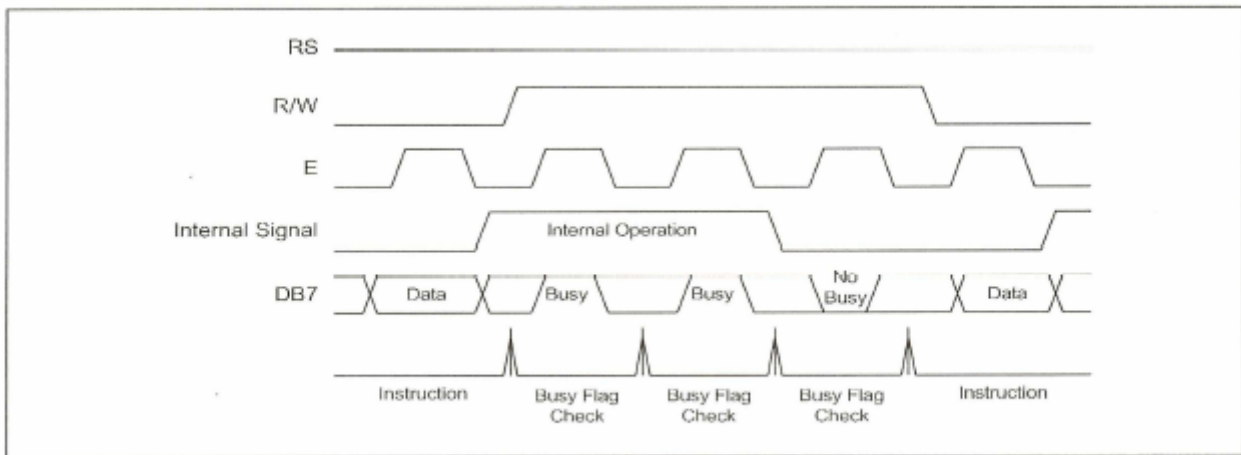 RS
R/W
E
Internal Signal
Internal Operation
DB7
Data
Busy
Busy
No
Busy
Data
Instruction
Busy Flag
Check
Busy Flag
Check
Busy Flag
Check
Instruction